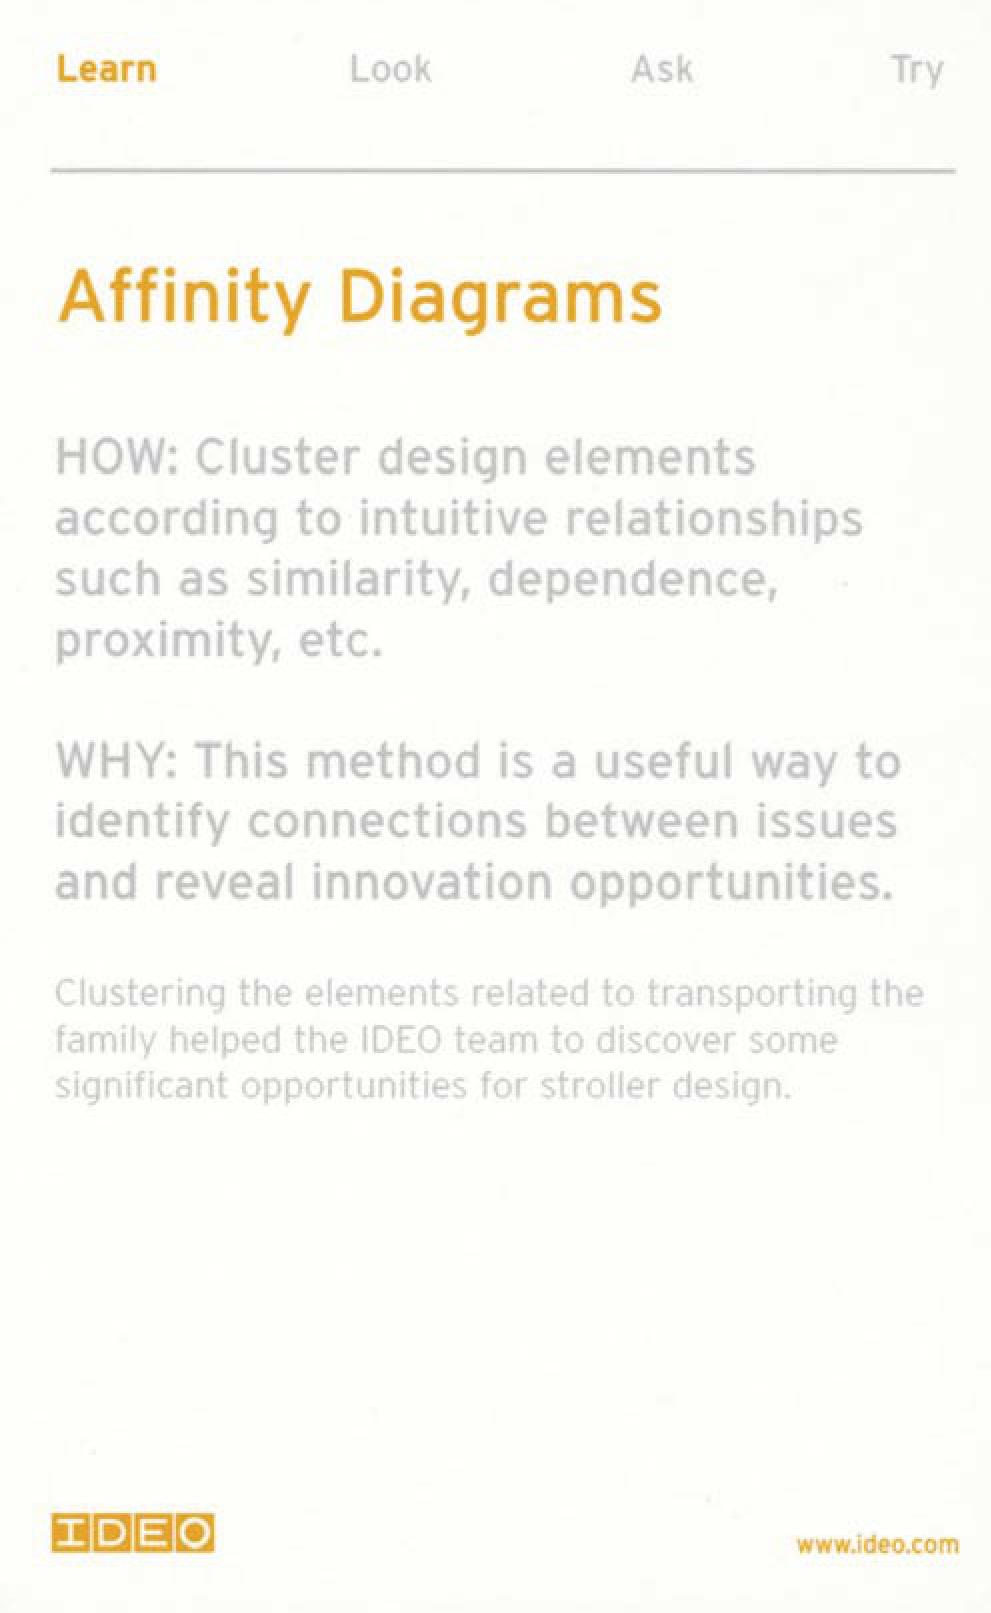 Learn Look Ask Try
Affinity Diagrams
HOW: Cluster design elements
according to intuitive relationships
such as similarity, dependence,
proximity, etc.
WHY: This method is a useful way to
identify connections between issues
and reveal innovation opportunities.
Clustering the elements related to transporting the
family helped the IDEO team to discover some
significant opportunities for stroller design.
IDEO
www.ideo.com